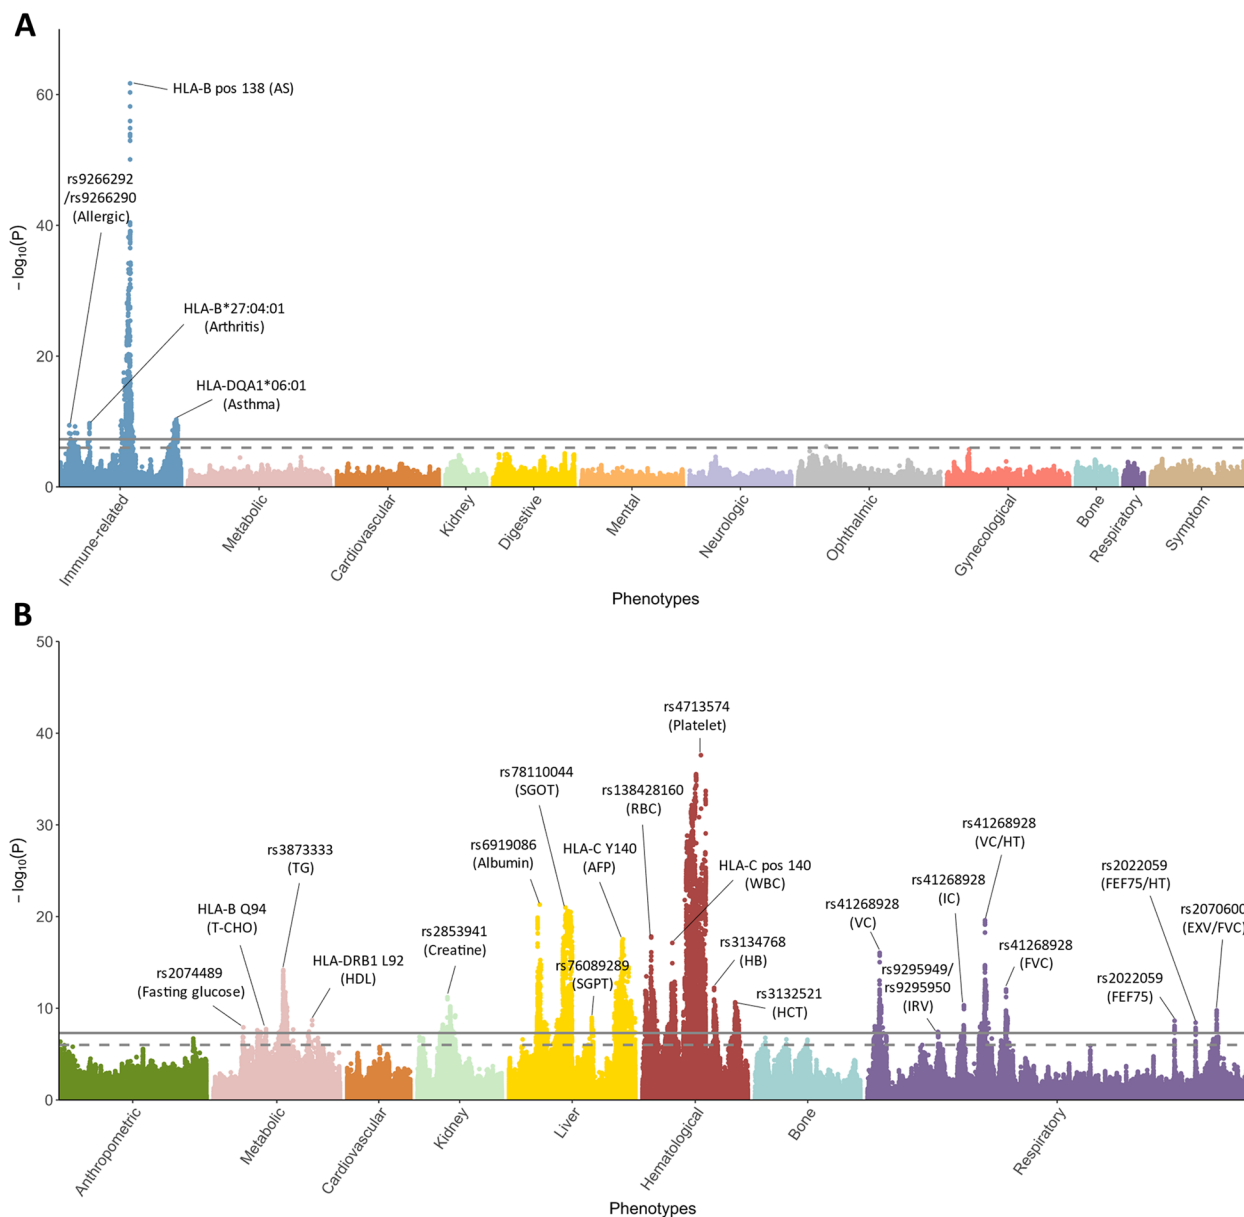 A
60
40
20
0
−log10(P)
HLA-B pos 138 (AS)
rs9266292
/rs9266290
(Allergic)
HLA-B*27:04:01
(Arthritis)
HLA-DQA1*06:01
(Asthma)
Immune-related
Metabolic
Cardiovascular
Kidney
Digestive
Mental
Neurologic
Ophthalmic
Gynecological
Bone
Respiratory
Symptom
Phenotypes
B
50
40
30
20
10
0
−log10(P)
rs2074489
(Fasting glucose)
HLA-B Q94
(T-CHO)
rs3873333
(TG)
HLA-DRB1 L92
(HDL)
rs2853941
(Creatine)
rs6919086
(Albumin)
rs78110044
(SGOT)
HLA-C Y140
(AFP)
rs76089289
(SGPT)
rs138428160
(RBC)
rs4713574
(Platelet)
HLA-C pos 140
(WBC)
rs3134768
(HB)
rs3132521
(HCT)
rs41268928
(VC)
rs9295949/
rs9295950
(IRV)
rs41268928
(IC)
rs41268928
(VC/HT)
rs41268928
(FVC)
rs2022059
(FEF75)
rs2022059
(FEF75/HT)
rs2070600
(EXV/FVC)
Anthropometric
Metabolic
Cardiovascular
Kidney
Liver
Hematological
Bone
Respiratory
Phenotypes